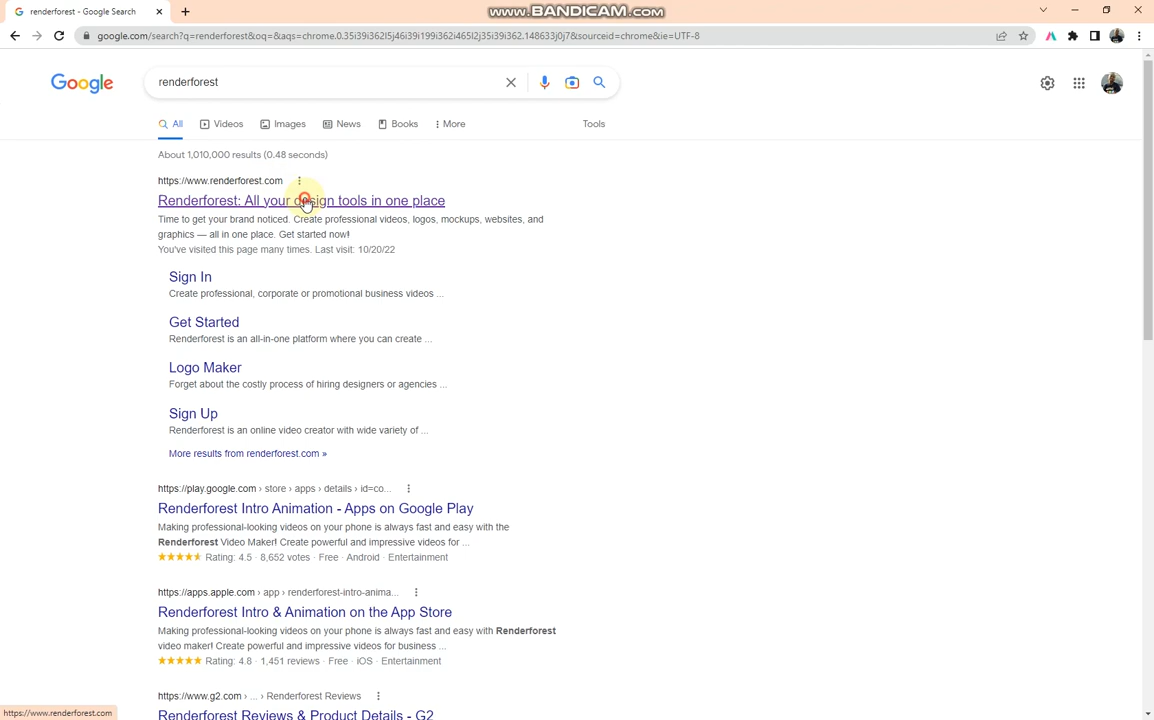 renderforest - Google Search
www.BANDICAM.com
google.com/search?q=renderforest&oq=&aqs=chrome.0.35i39i362l5j46i39i199i362i465l2j35i39i362.148633j0j7&sourceid=chrome&ie=UTF-8
Google
renderforest
All
Videos
Images
News
Books
More
Tools
About 1,010,000 results (0.48 seconds)
https://www.renderforest.com
Renderforest: All your design tools in one place
Time to get your brand noticed. Create professional videos, logos, mockups, websites, and
graphics — all in one place. Get started now!
You've visited this page many times. Last visit: 10/20/22
Sign In
Create professional, corporate or promotional business videos ...
Get Started
Renderforest is an all-in-one platform where you can create ...
Logo Maker
Forget about the costly process of hiring designers or agencies ...
Sign Up
Renderforest is an online video creator with wide variety of ...
More results from renderforest.com »
https://play.google.com › store › apps › details › id=co...
Renderforest Intro Animation - Apps on Google Play
Making professional-looking videos on your phone is always fast and easy with the
Renderforest Video Maker! Create powerful and impressive videos for ...
Rating: 4.5 · 8,652 votes · Free · Android · Entertainment
https://apps.apple.com › app › renderforest-intro-anima...
Renderforest Intro & Animation on the App Store
Making professional-looking videos on your phone is always fast and easy with Renderforest
video maker! Create powerful and impressive videos for business ...
Rating: 4.8 · 1,451 reviews · Free · iOS · Entertainment
https://www.g2.com › ... › Renderforest Reviews
Renderforest Reviews & Product Details - G2
https://www.renderforest.com